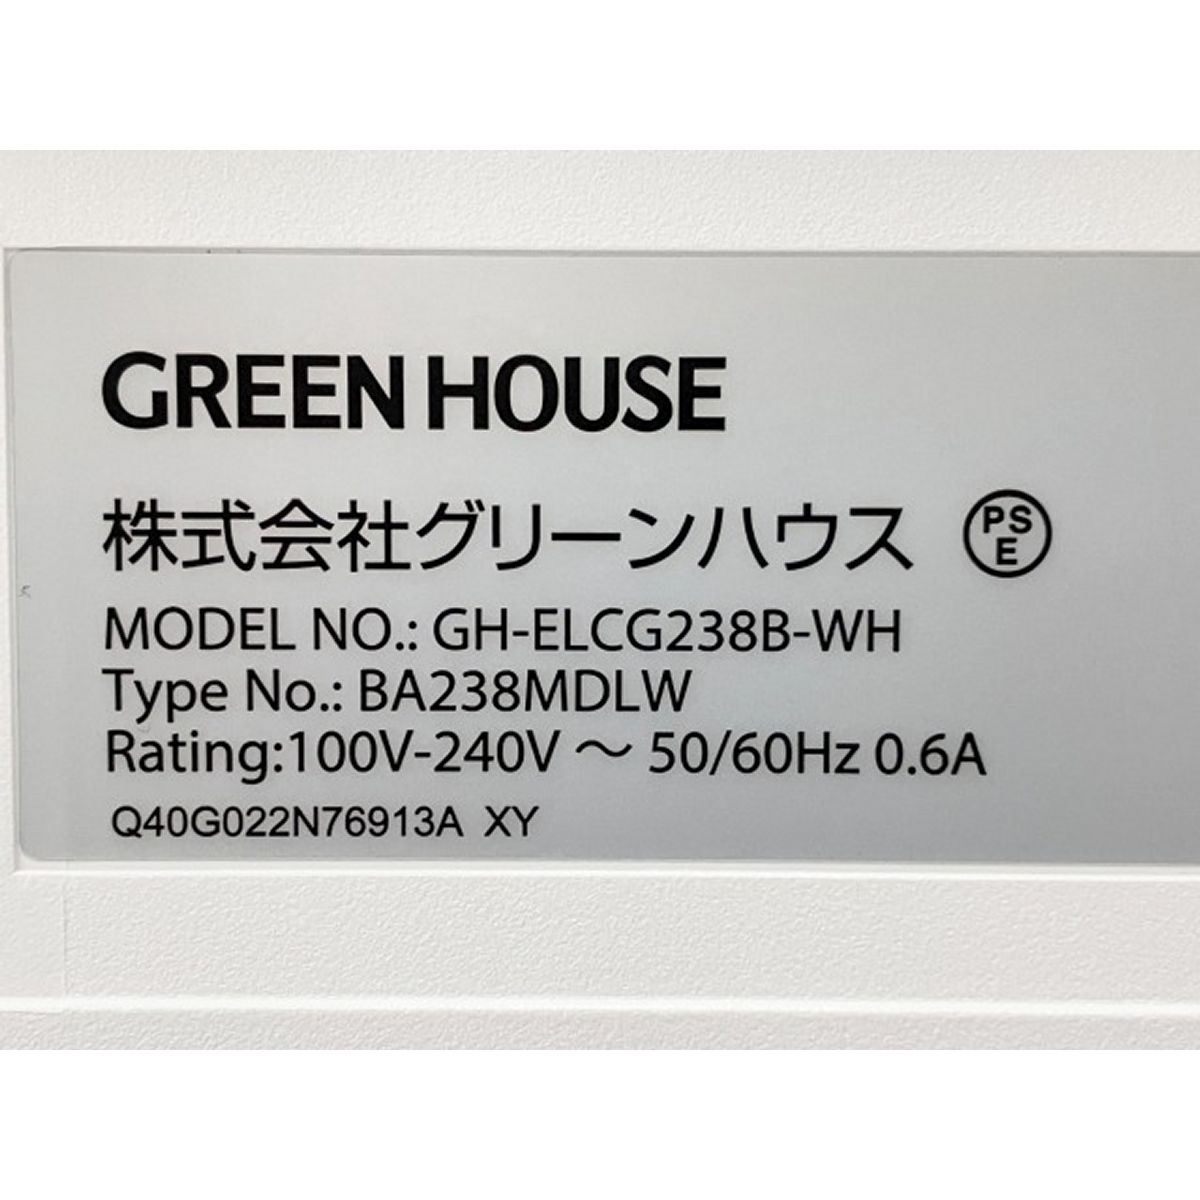 GREEN HOUSE
株式会社グリーンハウス PSE
MODEL NO.: GH-ELCG238B-WH
Type No.: BA238MDLW
Rating:100V-240V ～ 50/60Hz 0.6A
Q40G022N76913A XY